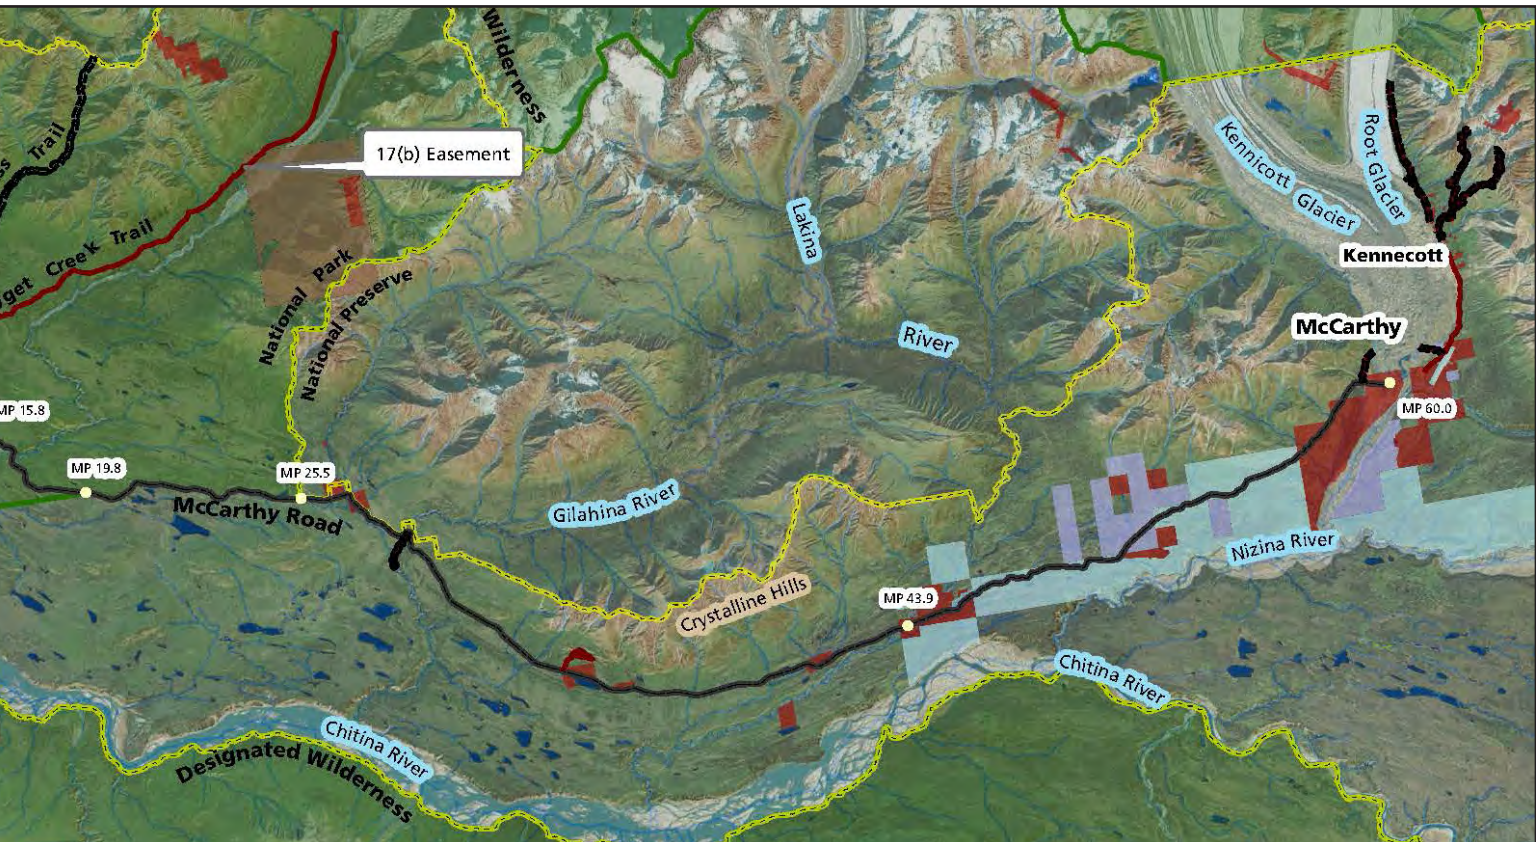 Wilderness
Trail
17(b) Easement
Kennicott Glacier
Root Glacier
Creek Trail
Lakina
River
National Park
National Preserve
Kennecott
McCarthy
MP 15.8
MP 60.0
MP 19.8
MP 25.5
McCarthy Road
Gilahina River
Nizina River
Crystalline Hills
MP 43.9
Chitina River
Chitina River
Designated Wilderness